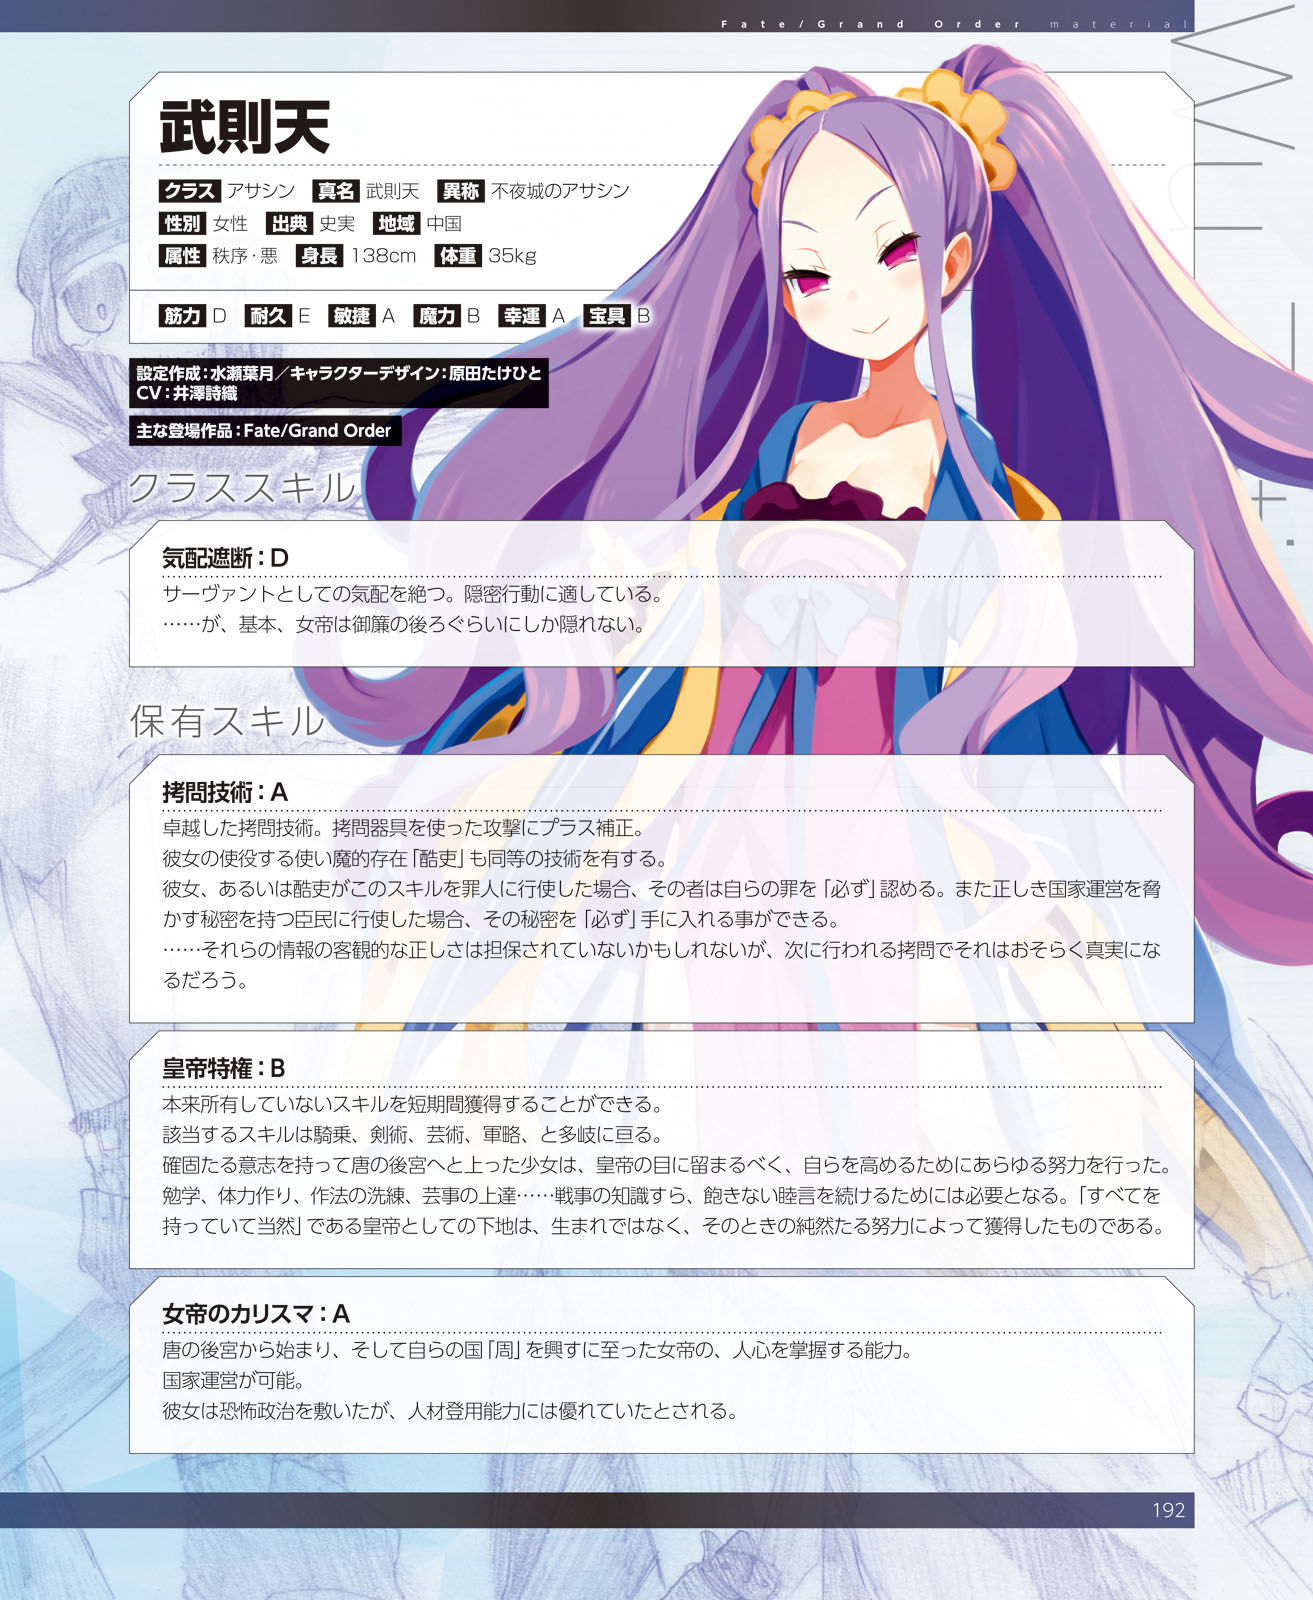 Fate/Grand Order material
武則天
クラス アサシン 真名 武則天 異称 不夜城のアサシン
性別 女性 出典 史実 地域 中国
属性 秩序・悪 身長 138cm 体重 35kg
筋力 D 耐久 E 敏捷 A 魔力 B 幸運 A 宝具 B
設定作成：水瀬葉月／キャラクターデザイン：原田たけひと
CV：井澤詩織
主な登場作品：Fate/Grand Order
クラススキル
気配遮断：D
サーヴァントとしての気配を絶つ。隠密行動に適している。
……が、基本、女帝は御簾の後ろぐらいにしか隠れない。
保有スキル
拷問技術：A
卓越した拷問技術。拷問器具を使った攻撃にプラス補正。
彼女の使役する使い魔的存在「酷吏」も同等の技術を有する。
彼女、あるいは酷吏がこのスキルを罪人に行使した場合、その者は自らの罪を「必ず」認める。また正しき国家運営を脅
かす秘密を持つ臣民に行使した場合、その秘密を「必ず」手に入れる事ができる。
……それらの情報の客観的な正しさは担保されていないかもしれないが、次に行われる拷問でそれはおそらく真実にな
るだろう。
皇帝特権：B
本来所有していないスキルを短期間獲得することができる。
該当するスキルは騎乗、剣術、芸術、軍略、と多岐に亘る。
確固たる意志を持って唐の後宮へと上った少女は、皇帝の目に留まるべく、自らを高めるためにあらゆる努力を行った。
勉学、体力作り、作法の洗練、芸事の上達……戦事の知識すら、飽きない睦言を続けるためには必要となる。「すべてを
持っていて当然」である皇帝としての下地は、生まれではなく、そのときの純然たる努力によって獲得したものである。
女帝のカリスマ：A
唐の後宮から始まり、そして自らの国「周」を興すに至った女帝の、人心を掌握する能力。
国家運営が可能。
彼女は恐怖政治を敷いたが、人材登用能力には優れていたとされる。
192